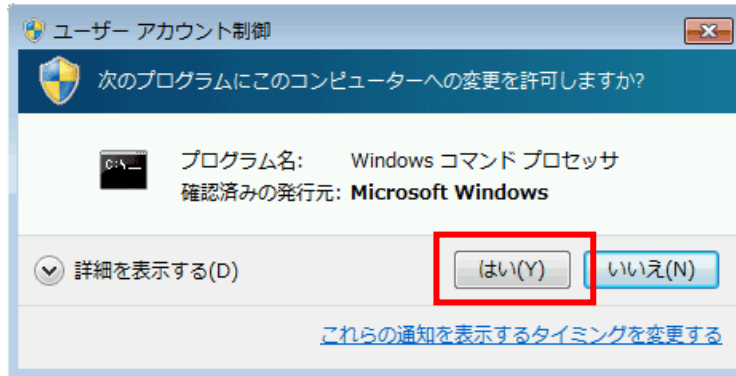 ユーザー アカウント制御
次のプログラムにこのコンピューターへの変更を許可しますか?
C:\_
プログラム名: Windows コマンド プロセッサ
確認済みの発行元: Microsoft Windows
詳細を表示する(D) はい(Y) いいえ(N)
これらの通知を表示するタイミングを変更する